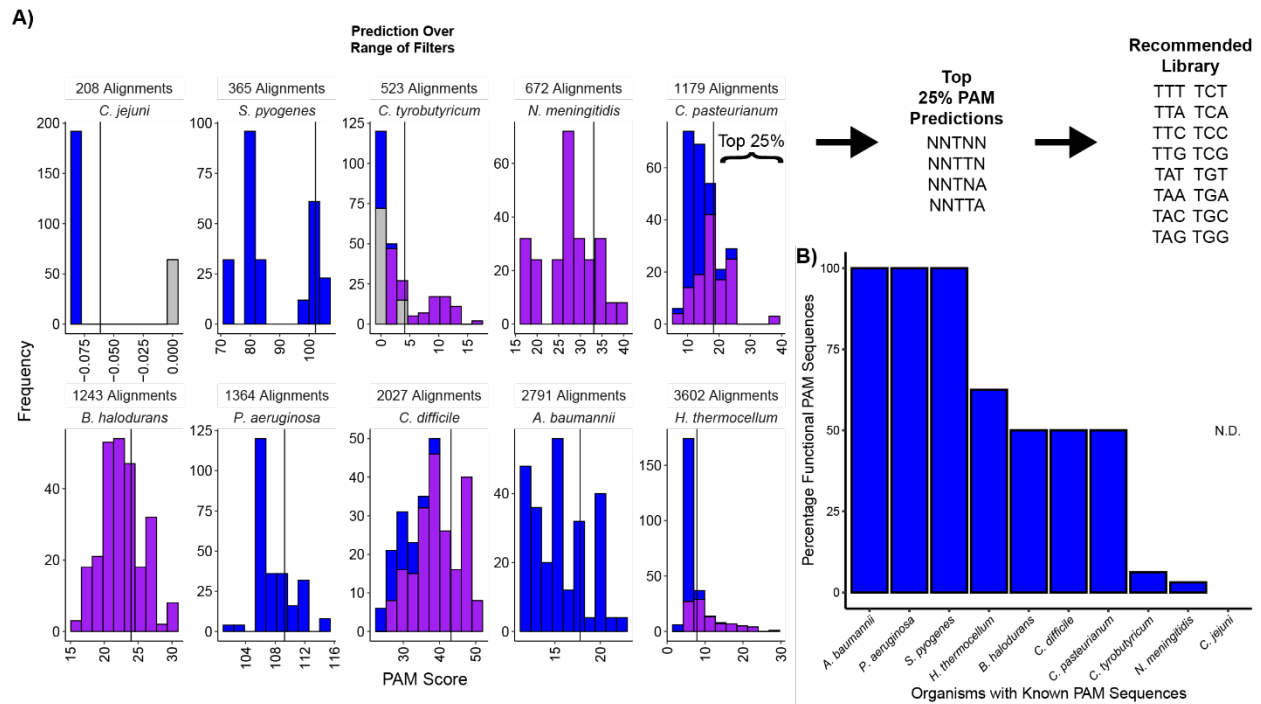 A)
Prediction Over
Range of Filters
208 Alignments
C. jejuni
200
150
100
50
0
−0.075
−0.050
−0.025
0.000
365 Alignments
S. pyogenes
100
75
50
25
0
70
80
90
100
523 Alignments
C. tyrobutyricum
125
100
75
50
25
0
0
5
10
15
672 Alignments
N. meningitidis
60
40
20
0
16
20
25
30
35
40
1179 Alignments
C. pasteurianum
Top 25%
60
40
20
0
10
20
30
40
Top
25% PAM
Predictions
NNTNN
NNTTN
NNTNA
NNTTA
Recommended
Library
TTT TCT
TTA TCA
TTC TCC
TTG TCG
TAT TGT
TAA TGA
TAC TGC
TAG TGG
Frequency
1243 Alignments
B. halodurans
40
20
0
15
20
25
30
1364 Alignments
P. aeruginosa
125
100
75
50
25
0
104
108
112
116
2027 Alignments
C. difficile
50
40
30
20
10
0
30
40
50
2791 Alignments
A. baumannii
40
20
0
15
20
3602 Alignments
H. thermocellum
150
100
50
0
0
10
20
30
PAM Score
B)
Percentage Functional PAM Sequences
100
75
50
25
0
N.D.
A. baumannii
P. aeruginosa
S. pyogenes
H. thermocellum
B. halodurans
C. difficile
C. pasteurianum
C. tyrobutyricum
N. meningitidis
C. jejuni
Organisms with Known PAM Sequences